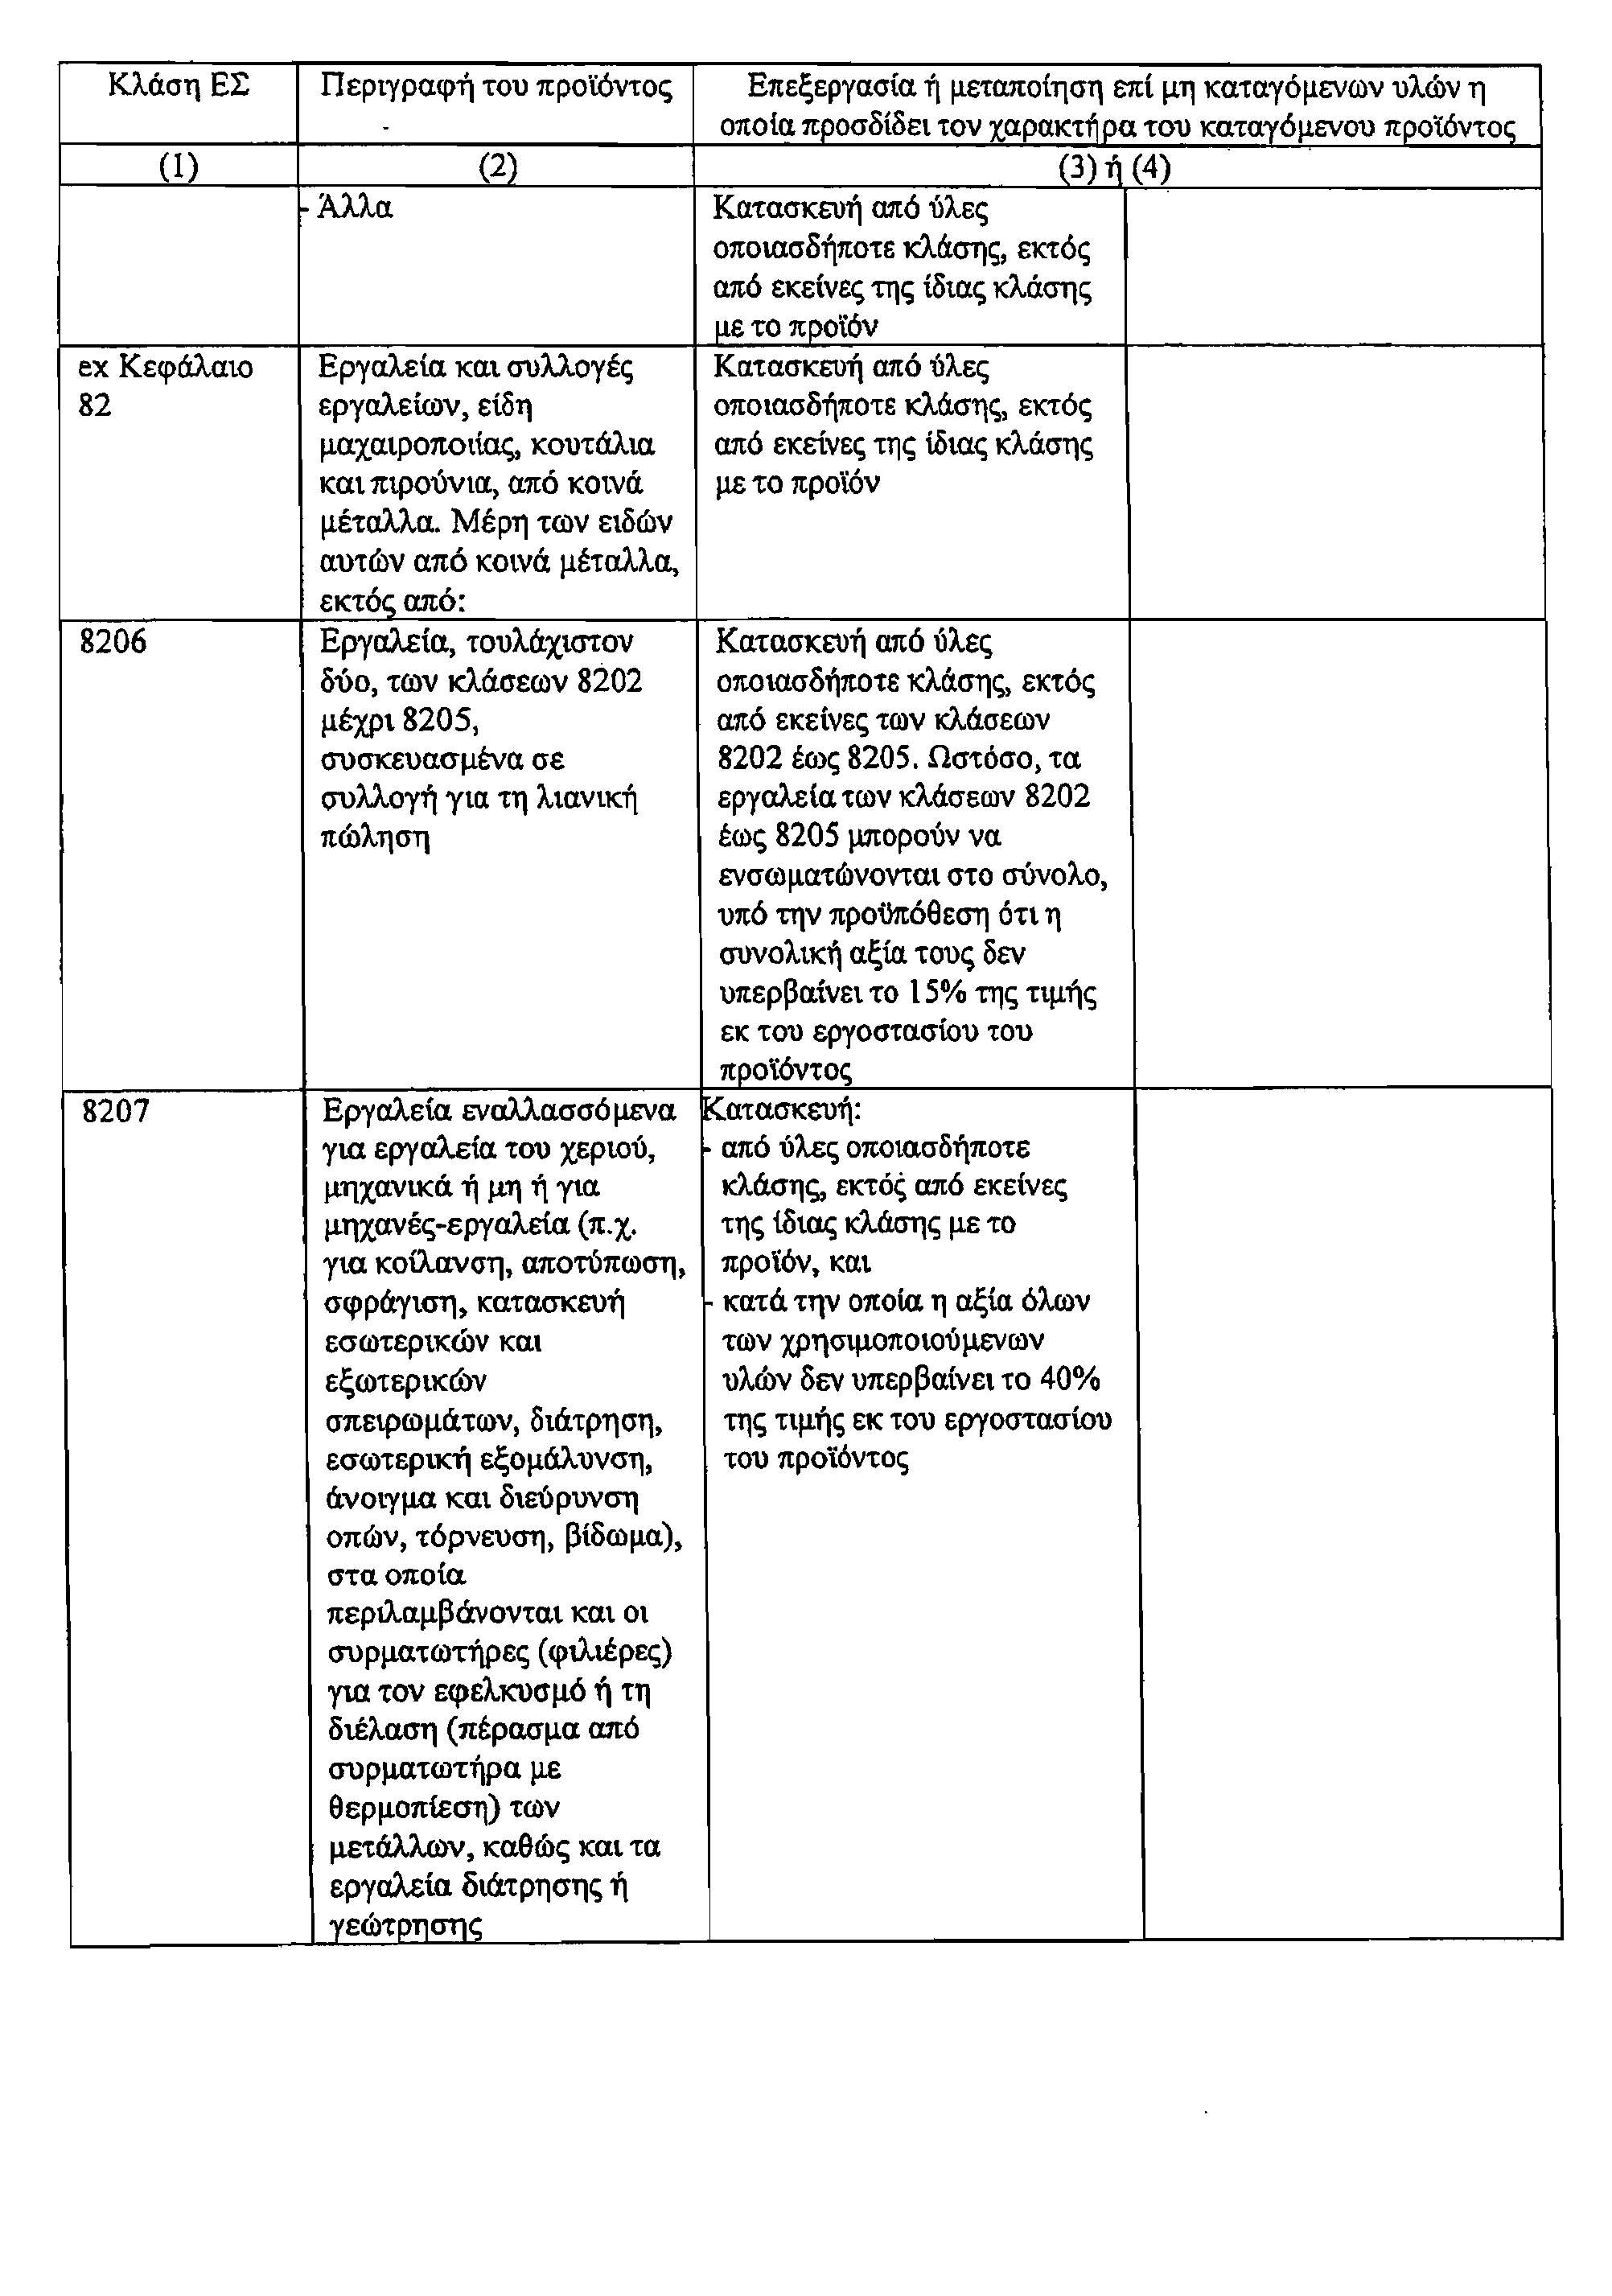 Κλάση ΕΣ
Περιγραφή του προϊόντος
Επεξεργασία ή μεταποίηση επί μη καταγόμενων υλών η
οποία προσδίδει τον χαρακτήρα του καταγόμενου προϊόντος
(1)
(2)
(3) ή (4)
- Άλλα
Κατασκευή από ύλες
οποιασδήποτε κλάσης, εκτός
από εκείνες της ίδιας κλάσης
με το προϊόν
ex Κεφάλαιο
82
Εργαλεία και συλλογές
εργαλείων, είδη
μαχαιροποιίας, κουτάλια
και πιρούνια, από κοινά
μέταλλα. Μέρη των ειδών
αυτών από κοινά μέταλλα,
εκτός από:
Κατασκευή από ύλες
οποιασδήποτε κλάσης, εκτός
από εκείνες της ίδιας κλάσης
με το προϊόν
8206
Εργαλεία, τουλάχιστον
δύο, των κλάσεων 8202
μέχρι 8205,
συσκευασμένα σε
συλλογή για τη λιανική
πώληση
Κατασκευή από ύλες
οποιασδήποτε κλάσης, εκτός
από εκείνες των κλάσεων
8202 έως 8205. Ωστόσο, τα
εργαλεία των κλάσεων 8202
έως 8205 μπορούν να
ενσωματώνονται στο σύνολο,
υπό την προϋπόθεση ότι η
συνολική αξία τους δεν
υπερβαίνει το 15% της τιμής
εκ του εργοστασίου του
προϊόντος
8207
Εργαλεία εναλλασσόμενα
για εργαλεία του χεριού,
μηχανικά ή μη ή για
μηχανές-εργαλεία (π.χ.
για κοίλανση, αποτύπωση,
σφράγιση, κατασκευή
εσωτερικών και
εξωτερικών
σπειρωμάτων, διάτρηση,
εσωτερική εξομάλυνση,
άνοιγμα και διεύρυνση
οπών, τόρνευση, βίδωμα),
στα οποία
περιλαμβάνονται και οι
συρματωτήρες (φιλιέρες)
για τον εφελκυσμό ή τη
διέλαση (πέρασμα από
συρματωτήρα με
θερμοπίεση) των
μετάλλων, καθώς και τα
εργαλεία διάτρησης ή
γεώτρησης
Κατασκευή:
- από ύλες οποιασδήποτε
κλάσης, εκτός από εκείνες
της ίδιας κλάσης με το
προϊόν, και
- κατά την οποία η αξία όλων
των χρησιμοποιούμενων
υλών δεν υπερβαίνει το 40%
της τιμής εκ του εργοστασίου
του προϊόντος